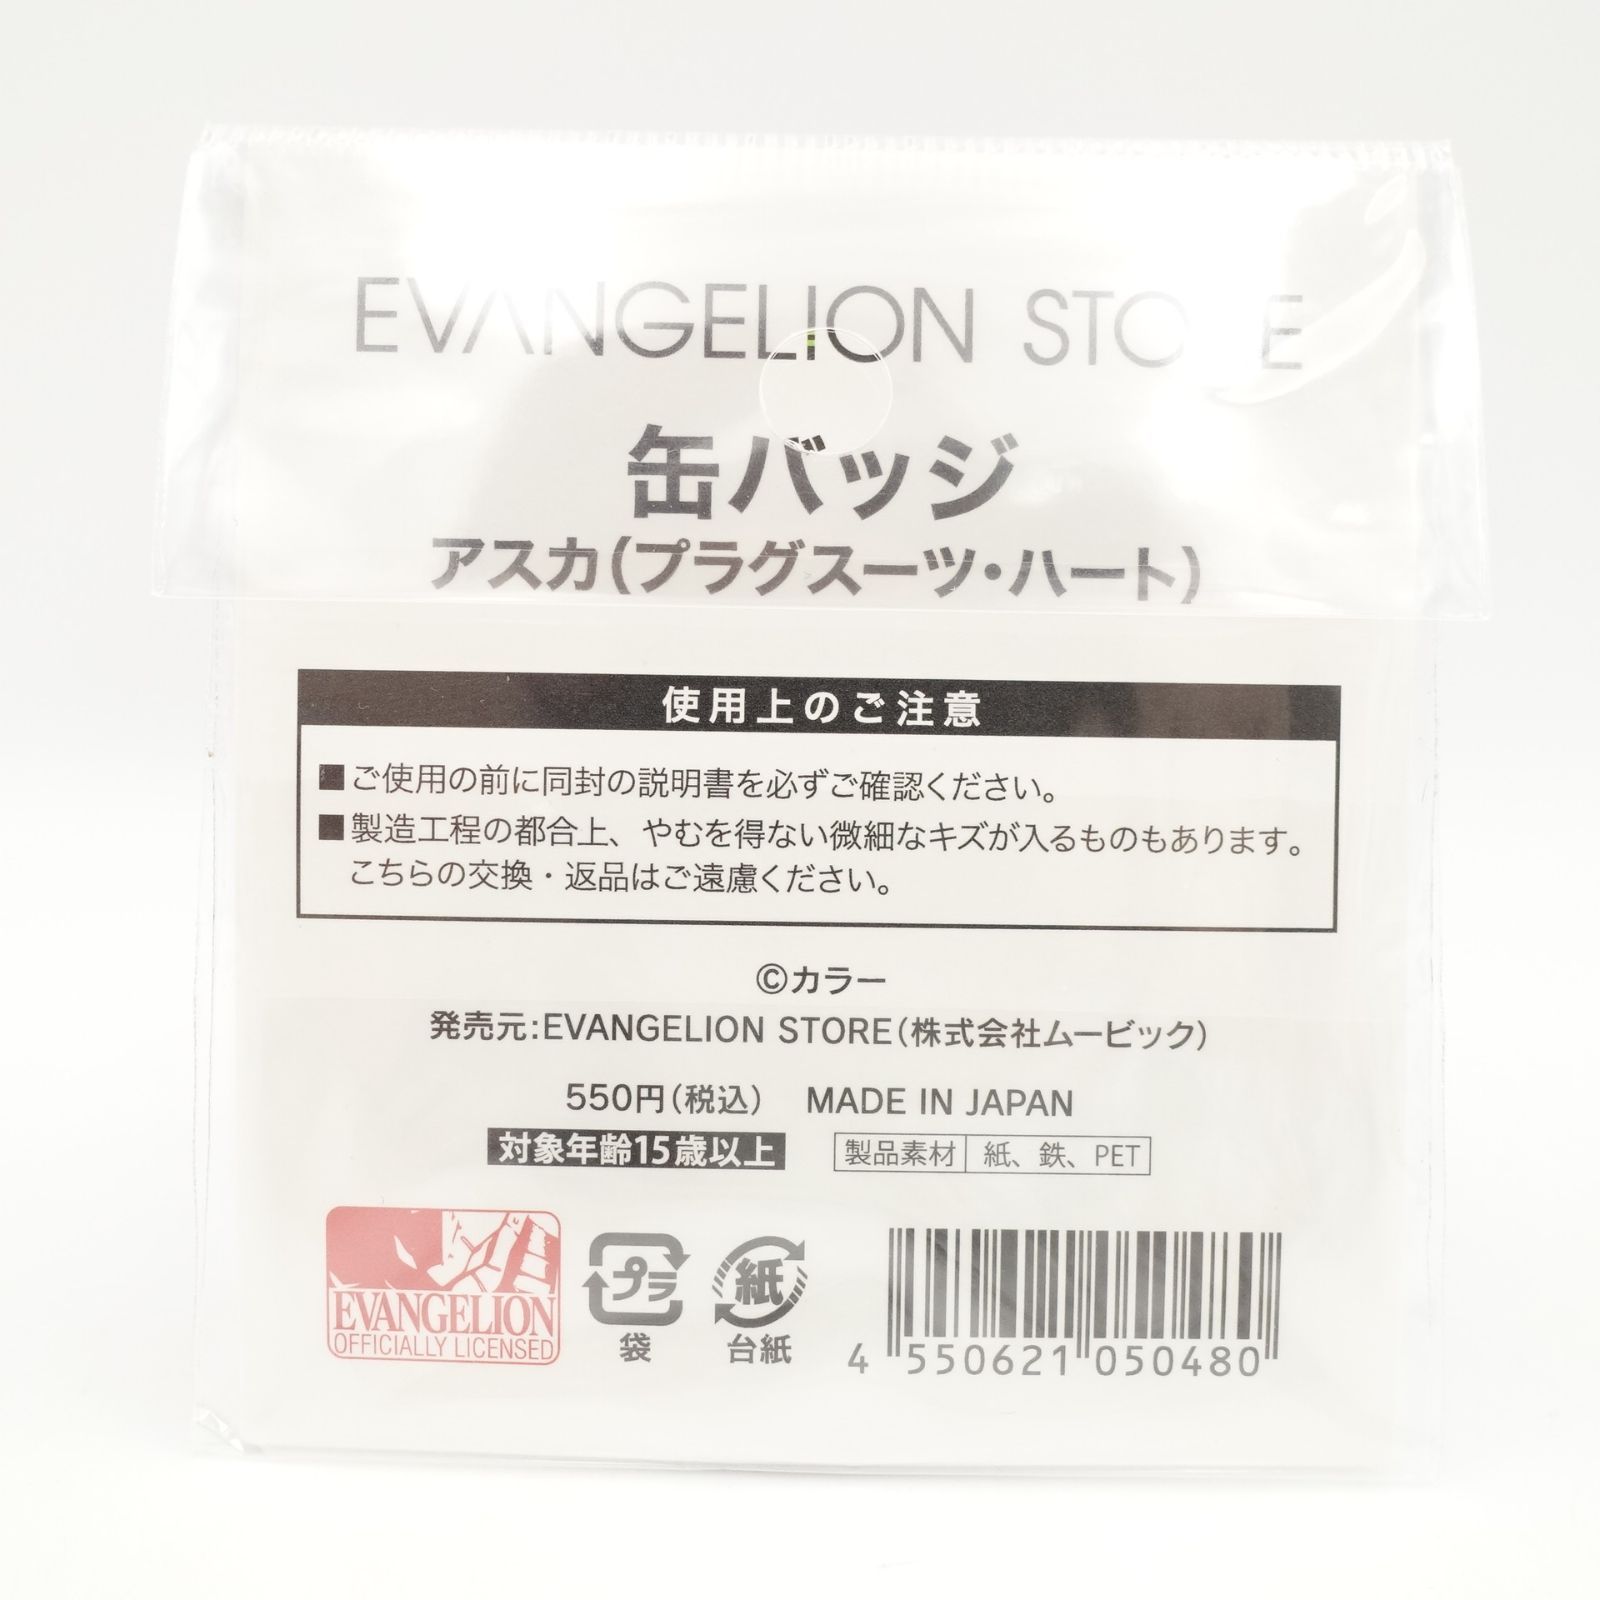 EVANGELION STORE
缶バッジ
アスカ(プラグスーツ・ハート)
使用上のご注意
■ご使用の前に同封の説明書を必ずご確認ください。
■製造工程の都合上、やむを得ない微細なキズが入るものもあります。
こちらの交換・返品はご遠慮ください。
©カラー
発売元:EVANGELION STORE(株式会社ムービック)
550円(税込) MADE IN JAPAN
対象年齢15歳以上 製品素材 紙、鉄、PET
EVANGELION
OFFICIALLY LICENSED
プラ
袋
紙
台紙
4 550621 050480